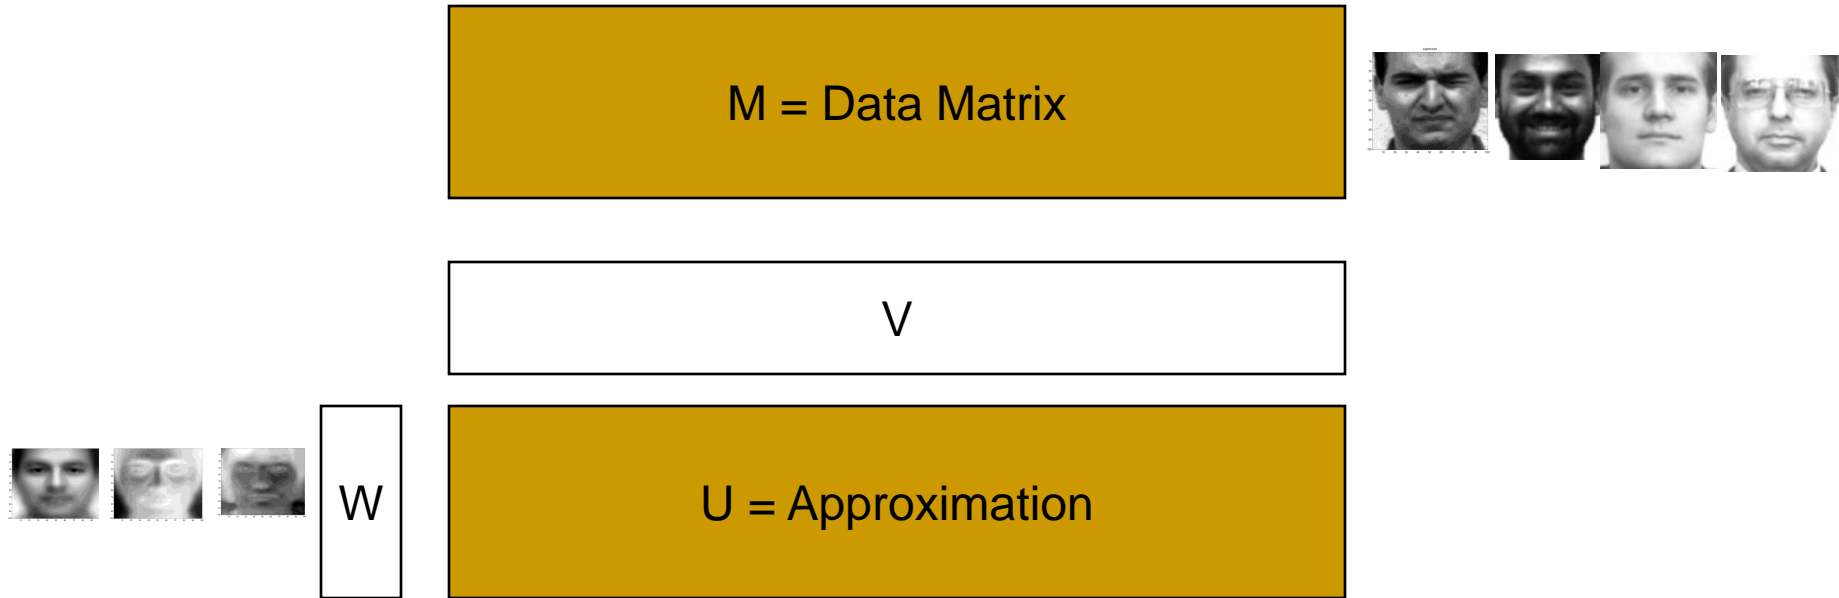 M = Data Matrix
V
W
U = Approximation